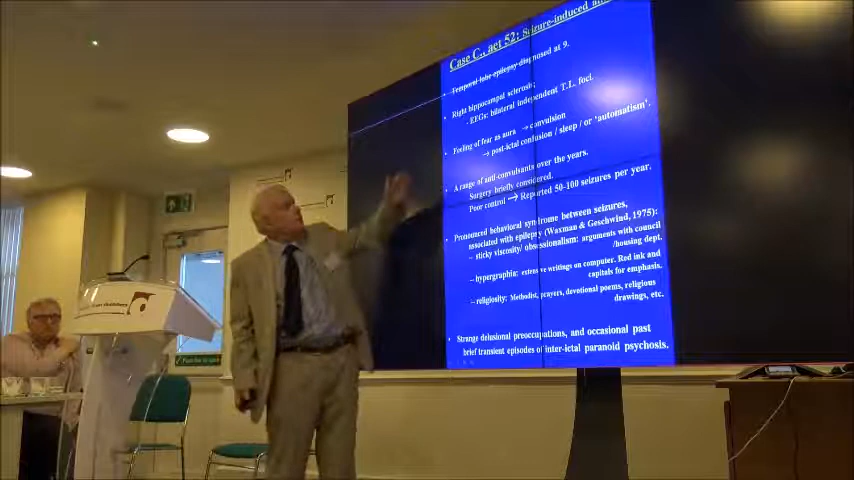 Case C., aet 52: Seizure-induced
Temporal lobe epilepsy diagnosed at 9.
Right hippocampal sclerosis;
- EEGs: bilateral independent T.L. foci.
Feeling of fear as aura → convulsion
→ post-ictal confusion / sleep / or 'automatism'.
A range of anti-convulsants over the years.
Surgery briefly considered.
Poor control → Reported 50-100 seizures per year.
Pronounced behavioral syndrome between seizures,
associated with epilepsy (Waxman & Geschwind, 1975):
- sticky viscosity/ obsessionalism: arguments with council
/housing dept.
- hypergraphic: extensive writings on computer. Red ink and
capitals for emphasis.
- religiosity: Methodist, prayers, devotional poems, religious
drawings, etc.
Strange delusional preoccupations, and occasional past
brief transient episodes of inter-ictal paranoid psychosis.